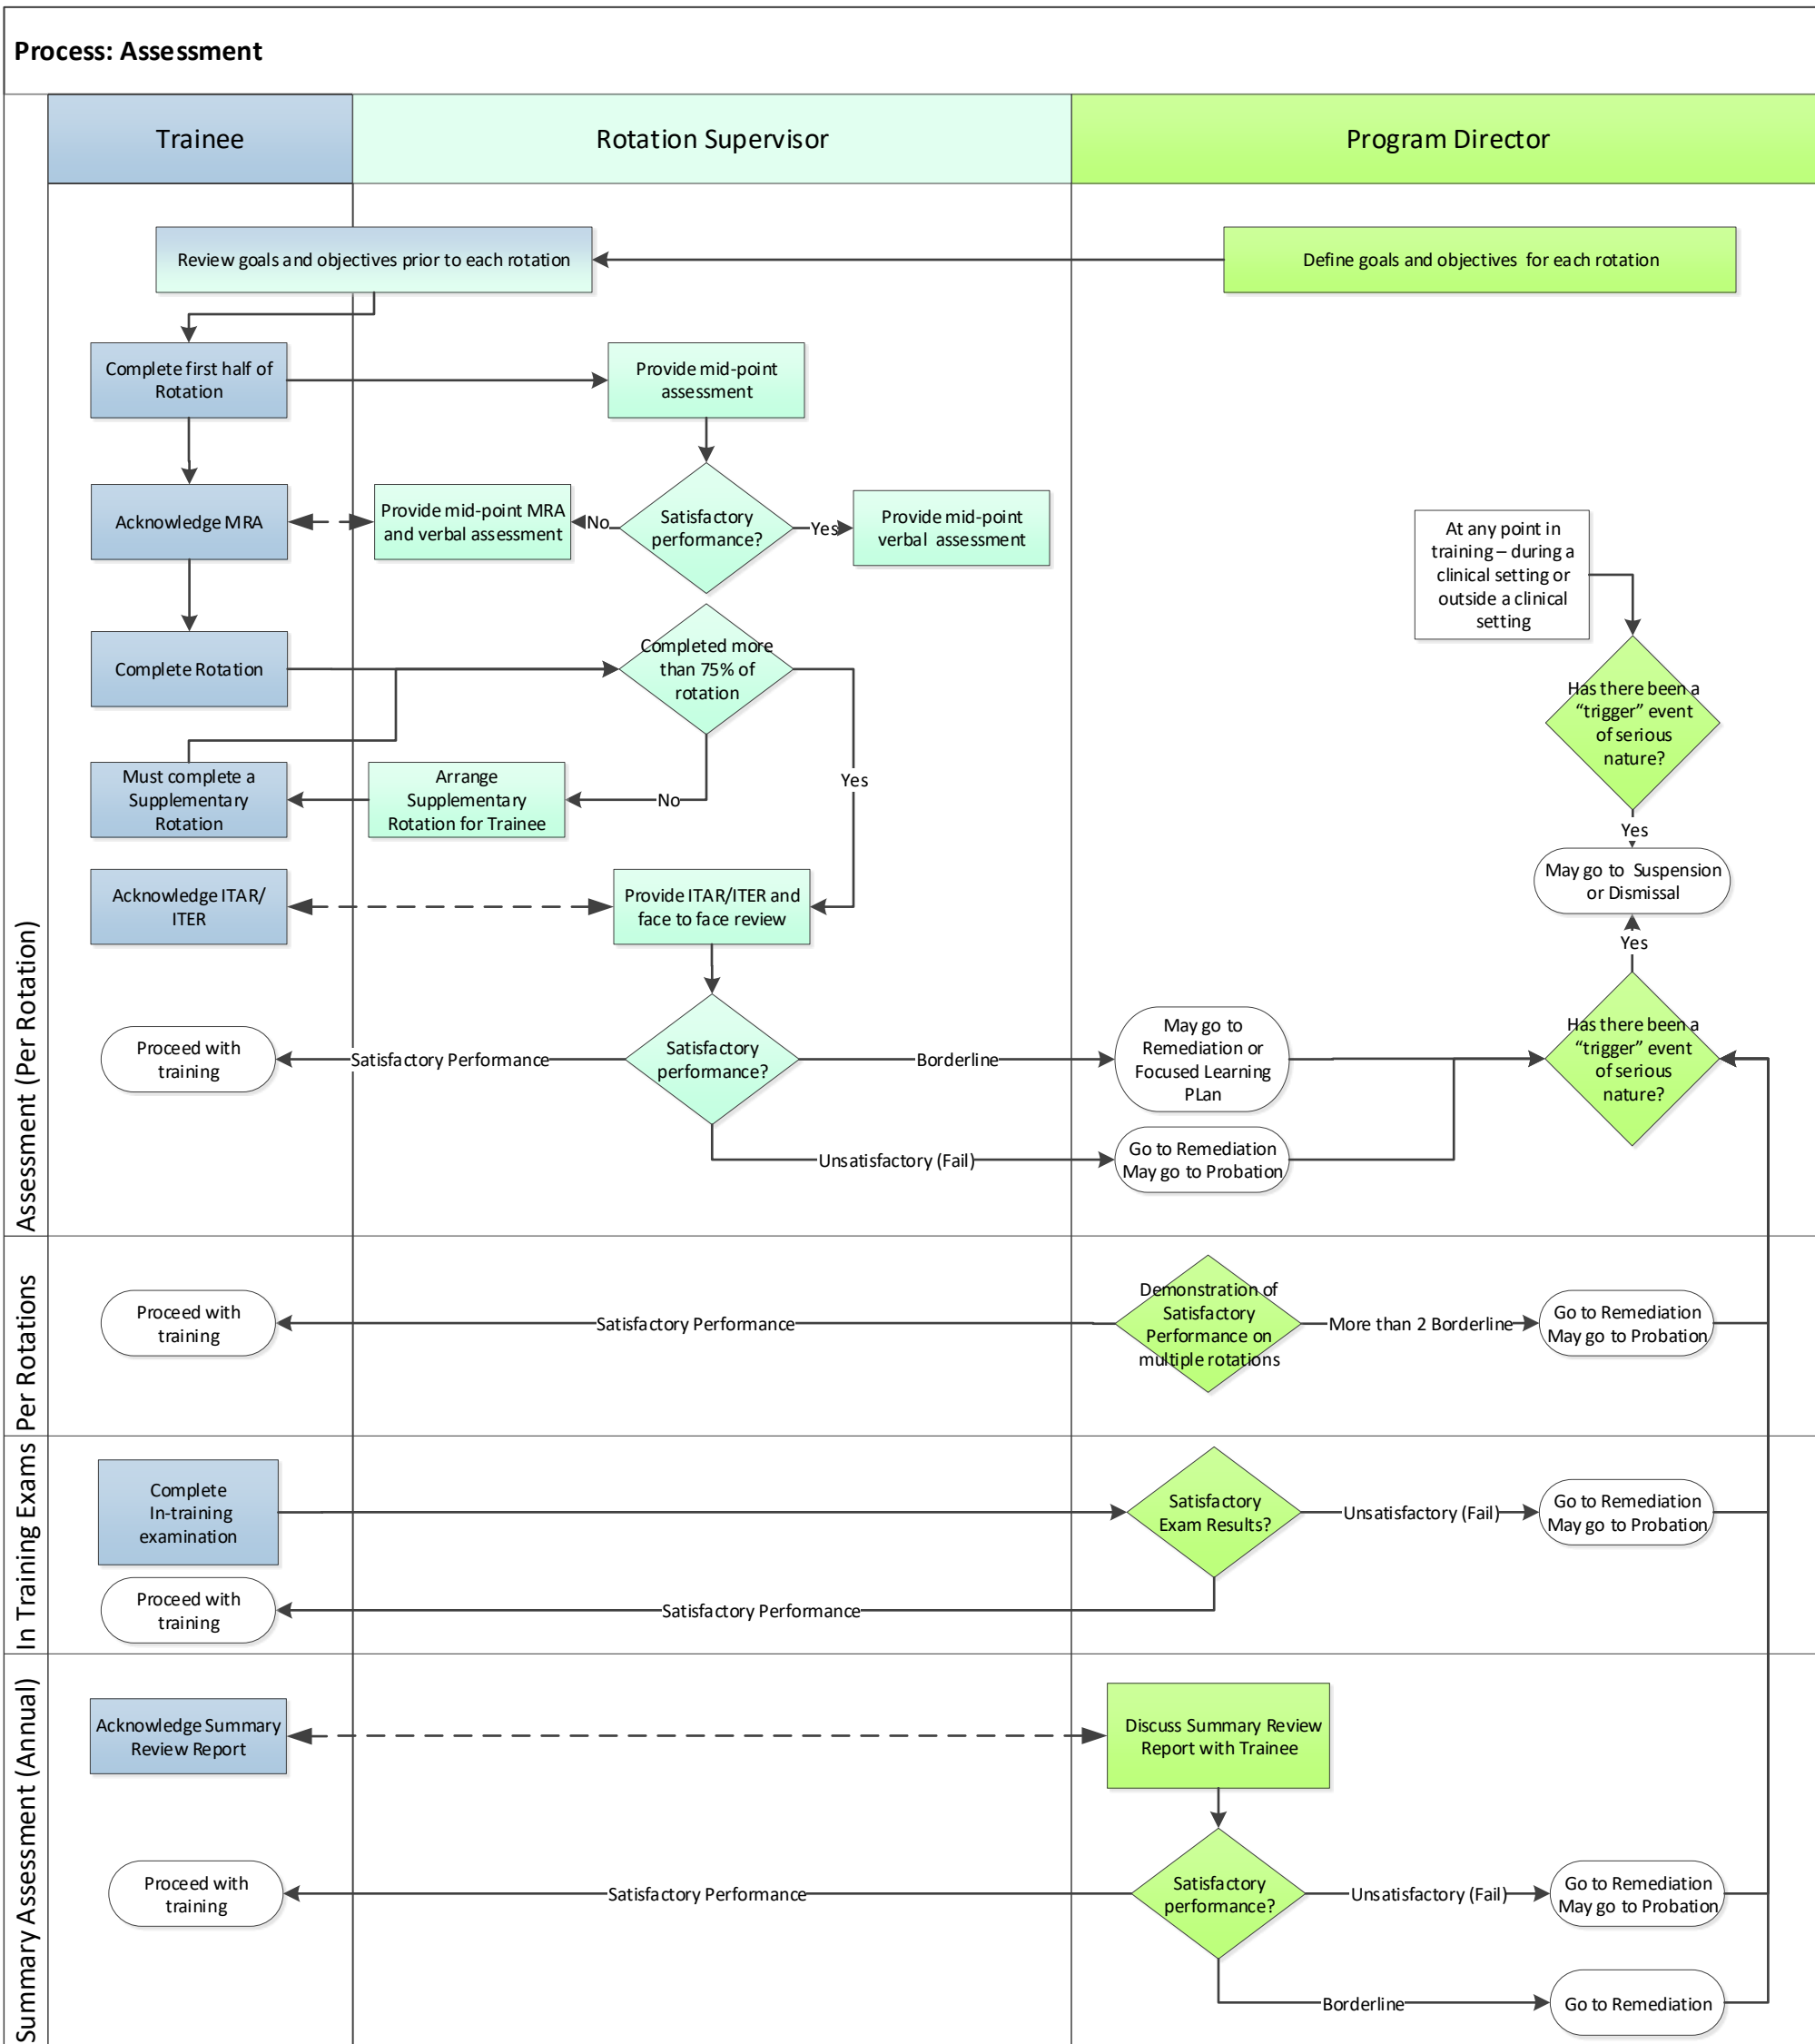 Process: Assessment
Trainee
Rotation Supervisor
Program Director
Assessment (Per Rotation)
Review goals and objectives prior to each rotation
Define goals and objectives for each rotation
Complete first half of
Rotation
Provide mid-point
assessment
Acknowledge MRA
Provide mid-point MRA
and verbal assessment
No
Satisfactory
performance?
Yes
Provide mid-point
verbal assessment
At any point in
training – during a
clinical setting or
outside a clinical
setting
Complete Rotation
Completed more
than 75% of
rotation
Has there been a
“trigger” event
of serious
nature?
Must complete a
Supplementary
Rotation
Arrange
Supplementary
Rotation for Trainee
No
Yes
Yes
May go to Suspension
or Dismissal
Acknowledge ITAR/
ITER
Provide ITAR/ITER and
face to face review
Yes
Proceed with
training
Satisfactory Performance
Satisfactory
performance?
Borderline
May go to
Remediation or
Focused Learning
PLan
Has there been a
“trigger” event
of serious
nature?
Unsatisfactory (Fail)
Go to Remediation
May go to Probation
Per Rotations
Proceed with
training
Satisfactory Performance
Demonstration of
Satisfactory
Performance on
multiple rotations
More than 2 Borderline
Go to Remediation
May go to Probation
In Training Exams
Complete
In-training
examination
Satisfactory
Exam Results?
Unsatisfactory (Fail)
Go to Remediation
May go to Probation
Proceed with
training
Satisfactory Performance
Summary Assessment (Annual)
Acknowledge Summary
Review Report
Discuss Summary Review
Report with Trainee
Proceed with
training
Satisfactory Performance
Satisfactory
performance?
Unsatisfactory (Fail)
Go to Remediation
May go to Probation
Borderline
Go to Remediation